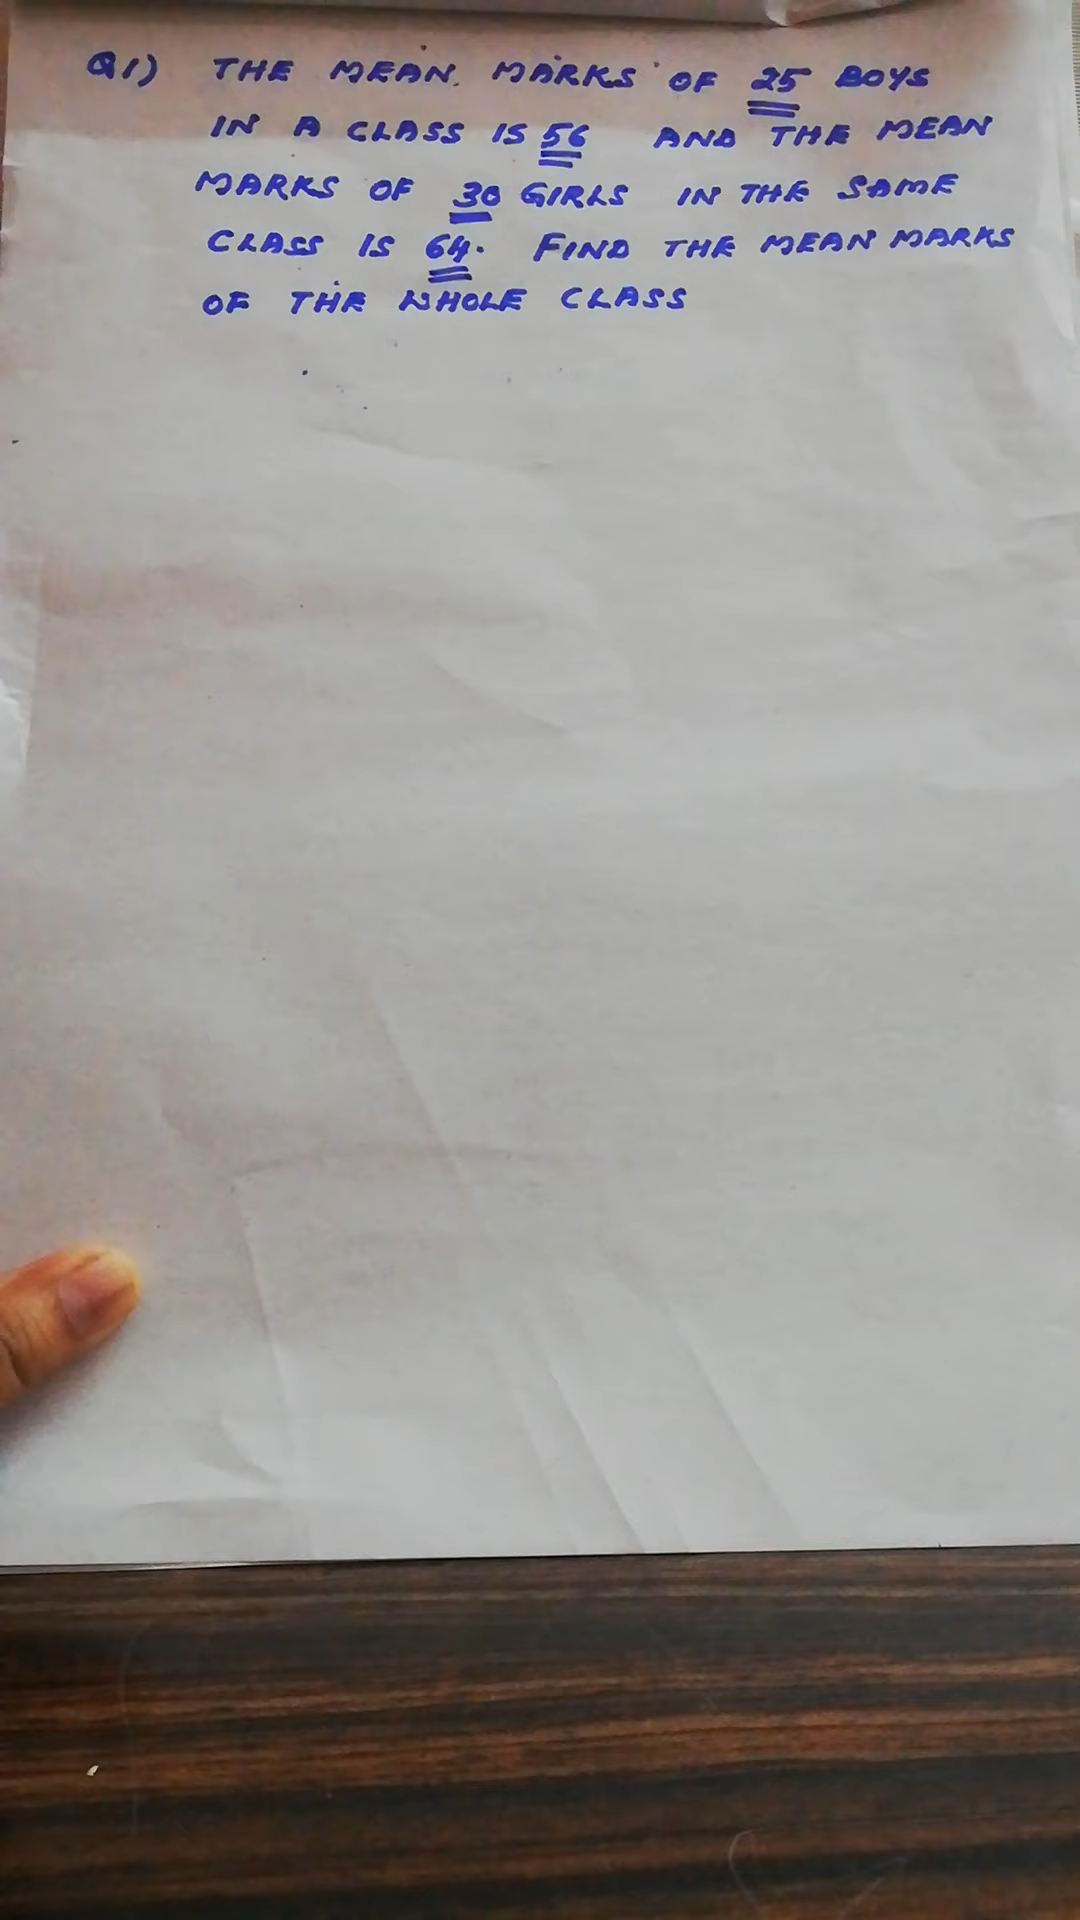 Q1) THE MEAN MARKS OF 25 BOYS
IN A CLASS IS 56 AND THE MEAN
MARKS OF 30 GIRLS IN THE SAME
CLASS IS 64. FIND THE MEAN MARKS
OF THE WHOLE CLASS